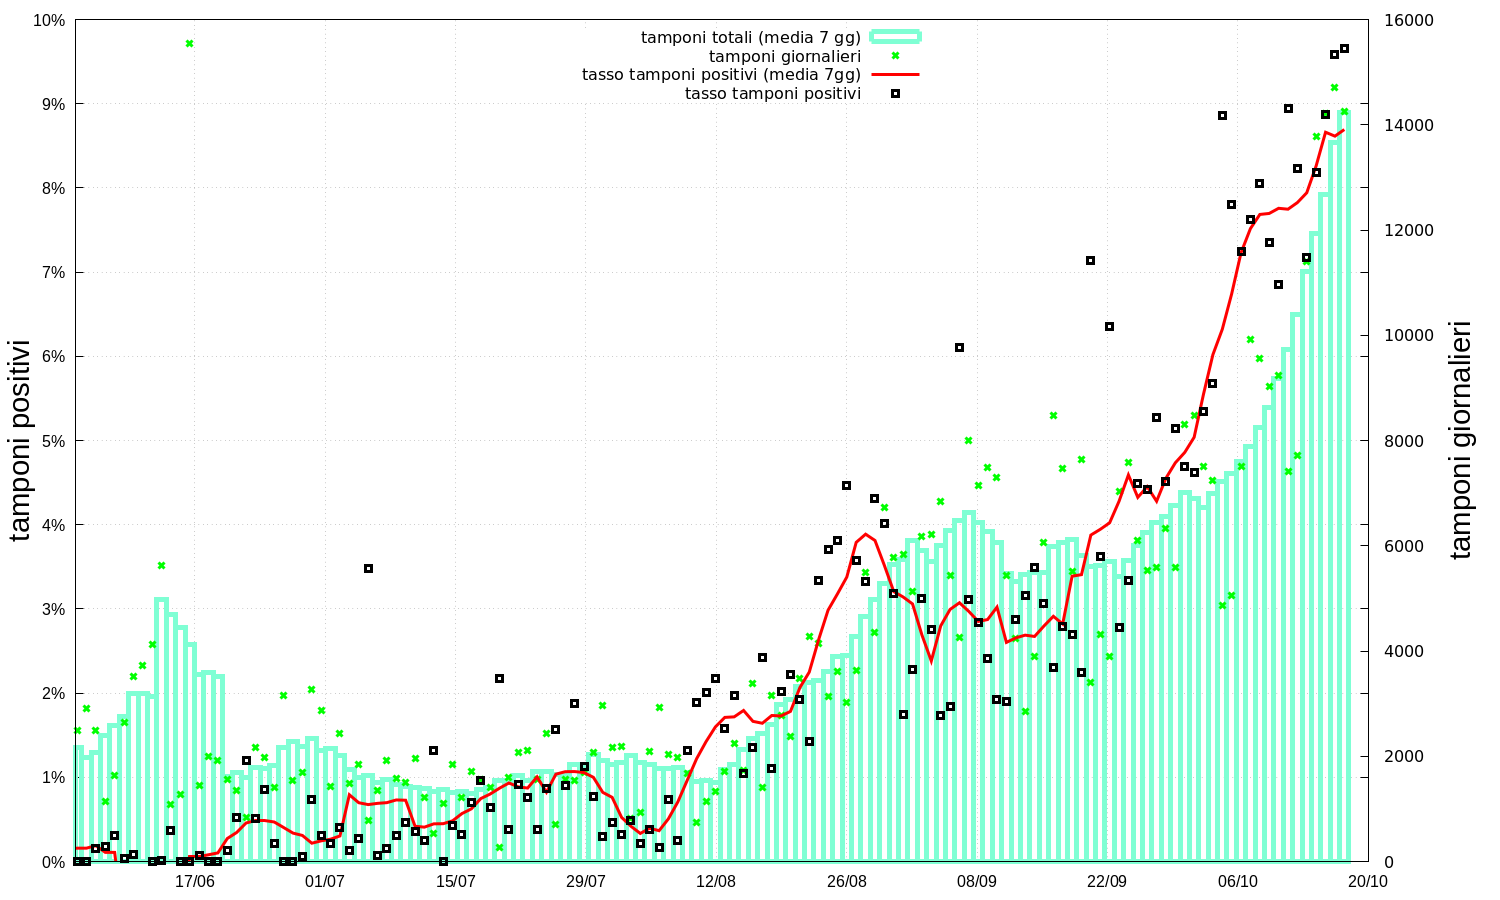 tamponi totali (media 7 gg)
tamponi giornalieri
tasso tamponi positivi (media 7gg)
tasso tamponi positivi
10%
9%
8%
7%
6%
5%
4%
3%
2%
1%
0%
tamponi positivi
16000
14000
12000
10000
8000
6000
4000
2000
0
tamponi giornalieri
17/06 01/07 15/07 29/07 12/08 26/08 08/09 22/09 06/10 20/10